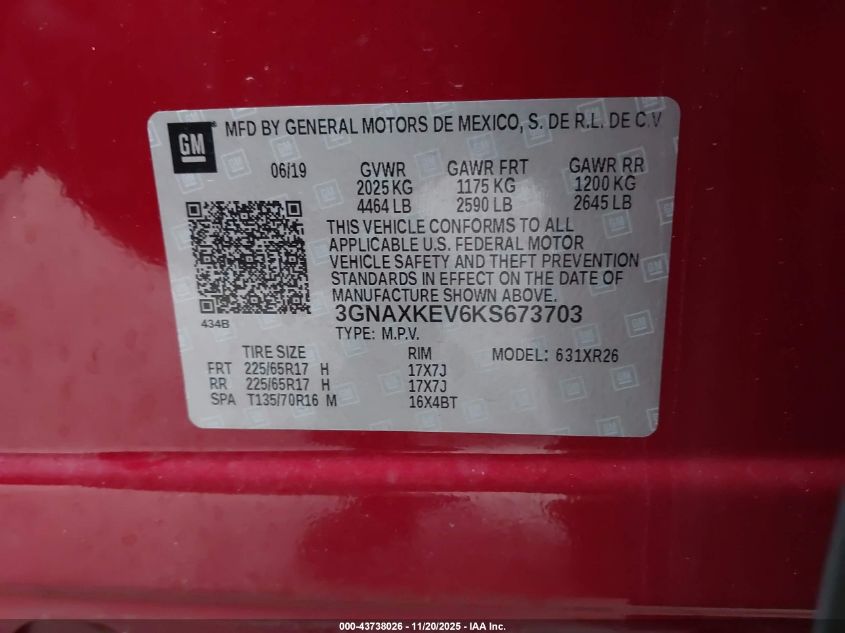 GM
MFD BY GENERAL MOTORS DE MEXICO, S. DE R.L. DE C.V
06/19 GVWR GAWR FRT GAWR RR
2025 KG 1175 KG 1200 KG
4464 LB 2590 LB 2645 LB
THIS VEHICLE CONFORMS TO ALL
APPLICABLE U.S. FEDERAL MOTOR
VEHICLE SAFETY AND THEFT PREVENTION
STANDARDS IN EFFECT ON THE DATE OF
MANUFACTURE SHOWN ABOVE.
434B
3GNAXKEV6KS673703
TYPE: M.P.V.
TIRE SIZE RIM MODEL: 631XR26
FRT 225/65R17 H 17X7J
RR 225/65R17 H 17X7J
SPA T135/70R16 M 16X4BT
000-43738026 - 11/20/2025 - IAA Inc.